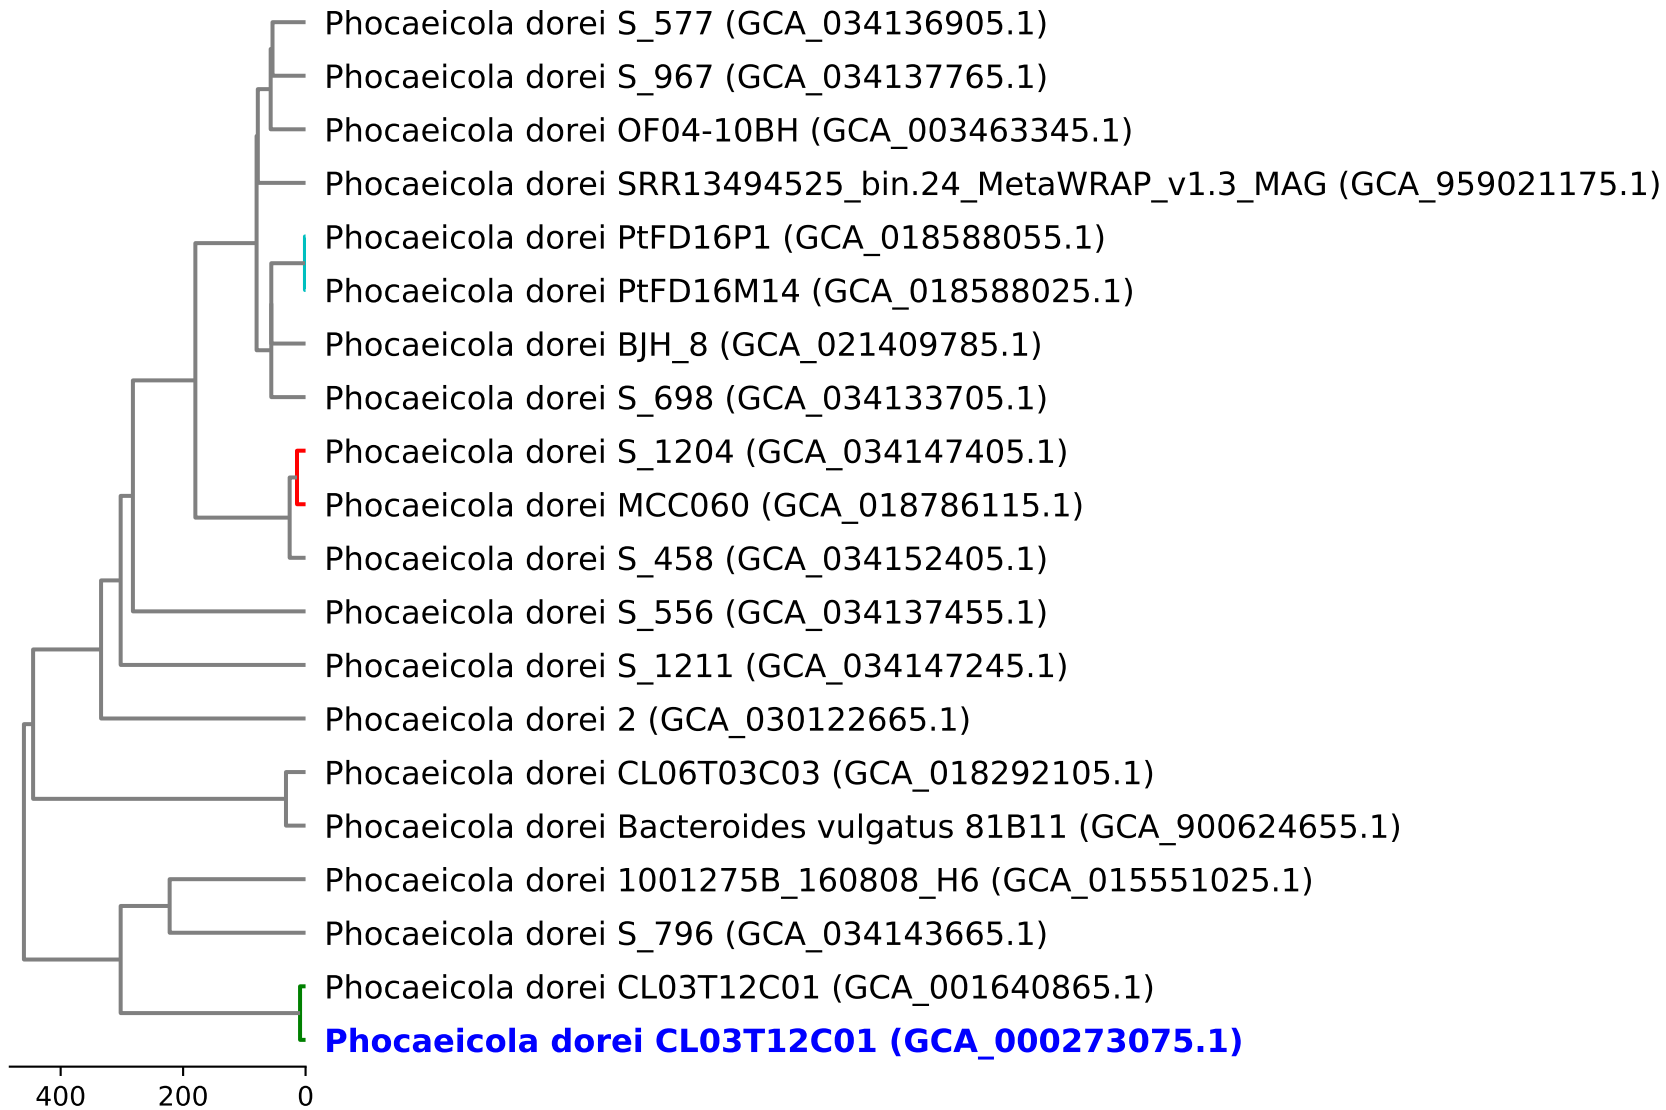 Phocaeicola dorei S_577 (GCA_034136905.1)
Phocaeicola dorei S_967 (GCA_034137765.1)
Phocaeicola dorei OF04-10BH (GCA_003463345.1)
Phocaeicola dorei SRR13494525_bin.24_MetaWRAP_v1.3_MAG (GCA_959021175.1)
Phocaeicola dorei PtFD16P1 (GCA_018588055.1)
Phocaeicola dorei PtFD16M14 (GCA_018588025.1)
Phocaeicola dorei BJH_8 (GCA_021409785.1)
Phocaeicola dorei S_698 (GCA_034133705.1)
Phocaeicola dorei S_1204 (GCA_034147405.1)
Phocaeicola dorei MCC060 (GCA_018786115.1)
Phocaeicola dorei S_458 (GCA_034152405.1)
Phocaeicola dorei S_556 (GCA_034137455.1)
Phocaeicola dorei S_1211 (GCA_034147245.1)
Phocaeicola dorei 2 (GCA_030122665.1)
Phocaeicola dorei CL06T03C03 (GCA_018292105.1)
Phocaeicola dorei Bacteroides vulgatus 81B11 (GCA_900624655.1)
Phocaeicola dorei 1001275B_160808_H6 (GCA_015551025.1)
Phocaeicola dorei S_796 (GCA_034143665.1)
Phocaeicola dorei CL03T12C01 (GCA_001640865.1)
Phocaeicola dorei CL03T12C01 (GCA_000273075.1)
400 200 0